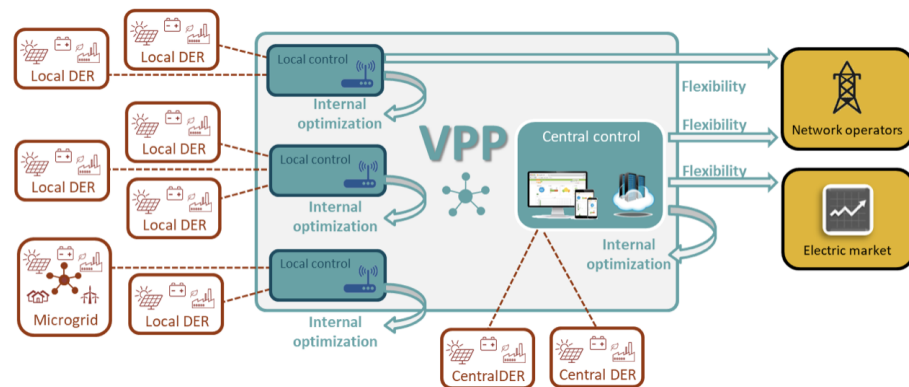 Local DER
Local DER
Local control
Internal
optimization
Flexibility
Network operators
VPP
Central control
Flexibility
Flexibility
Local DER
Local DER
Local DER
Local control
Internal
optimization
Internal
optimization
Electric market
Microgrid
Local DER
Local control
Internal
optimization
CentralDER
Central DER